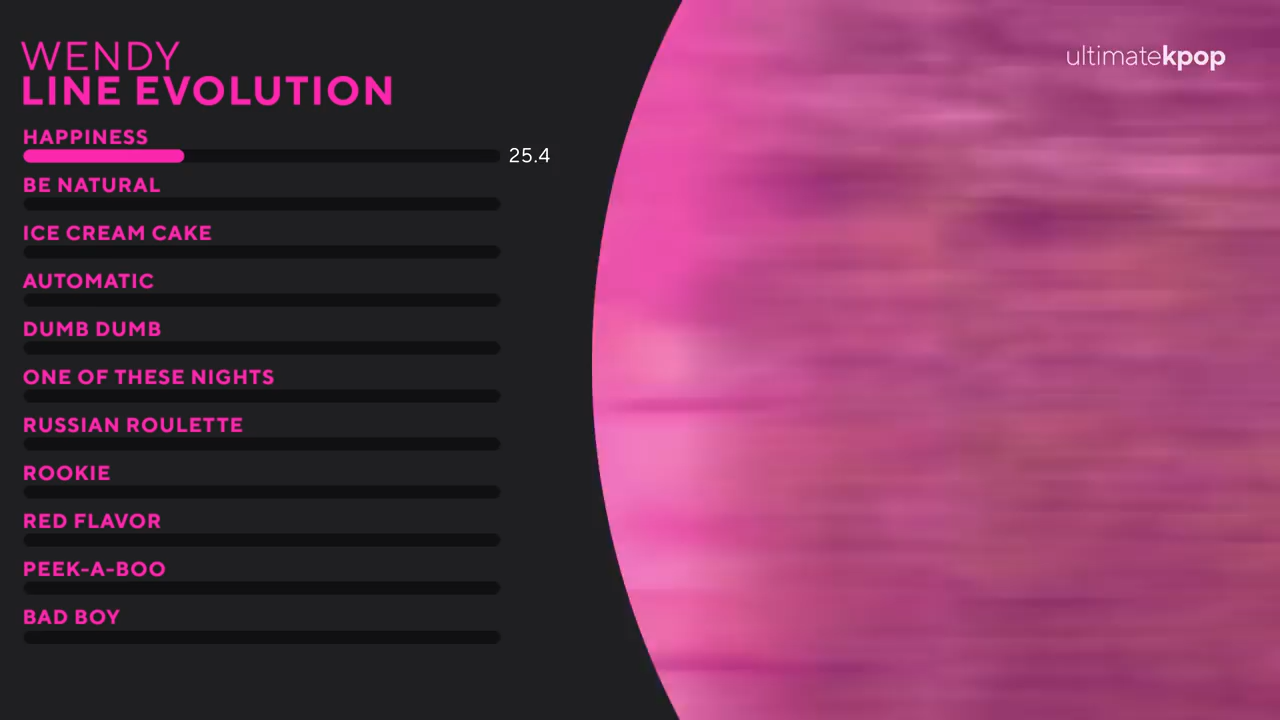 WENDY
LINE EVOLUTION
ultimatekpop
HAPPINESS
25.4
BE NATURAL
ICE CREAM CAKE
AUTOMATIC
DUMB DUMB
ONE OF THESE NIGHTS
RUSSIAN ROULETTE
ROOKIE
RED FLAVOR
PEEK-A-BOO
BAD BOY